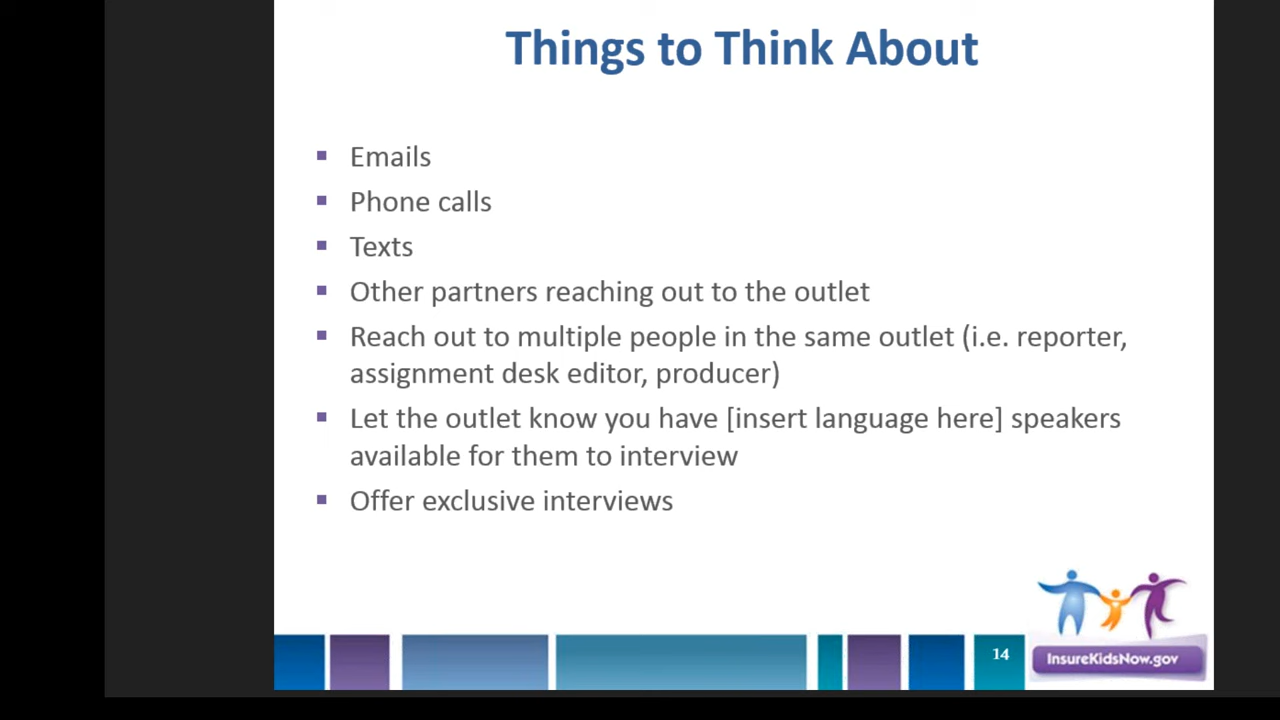 Things to Think About
Emails
Phone calls
Texts
Other partners reaching out to the outlet
Reach out to multiple people in the same outlet (i.e. reporter,
assignment desk editor, producer)
Let the outlet know you have [insert language here] speakers
available for them to interview
Offer exclusive interviews
14
InsureKidsNow.gov